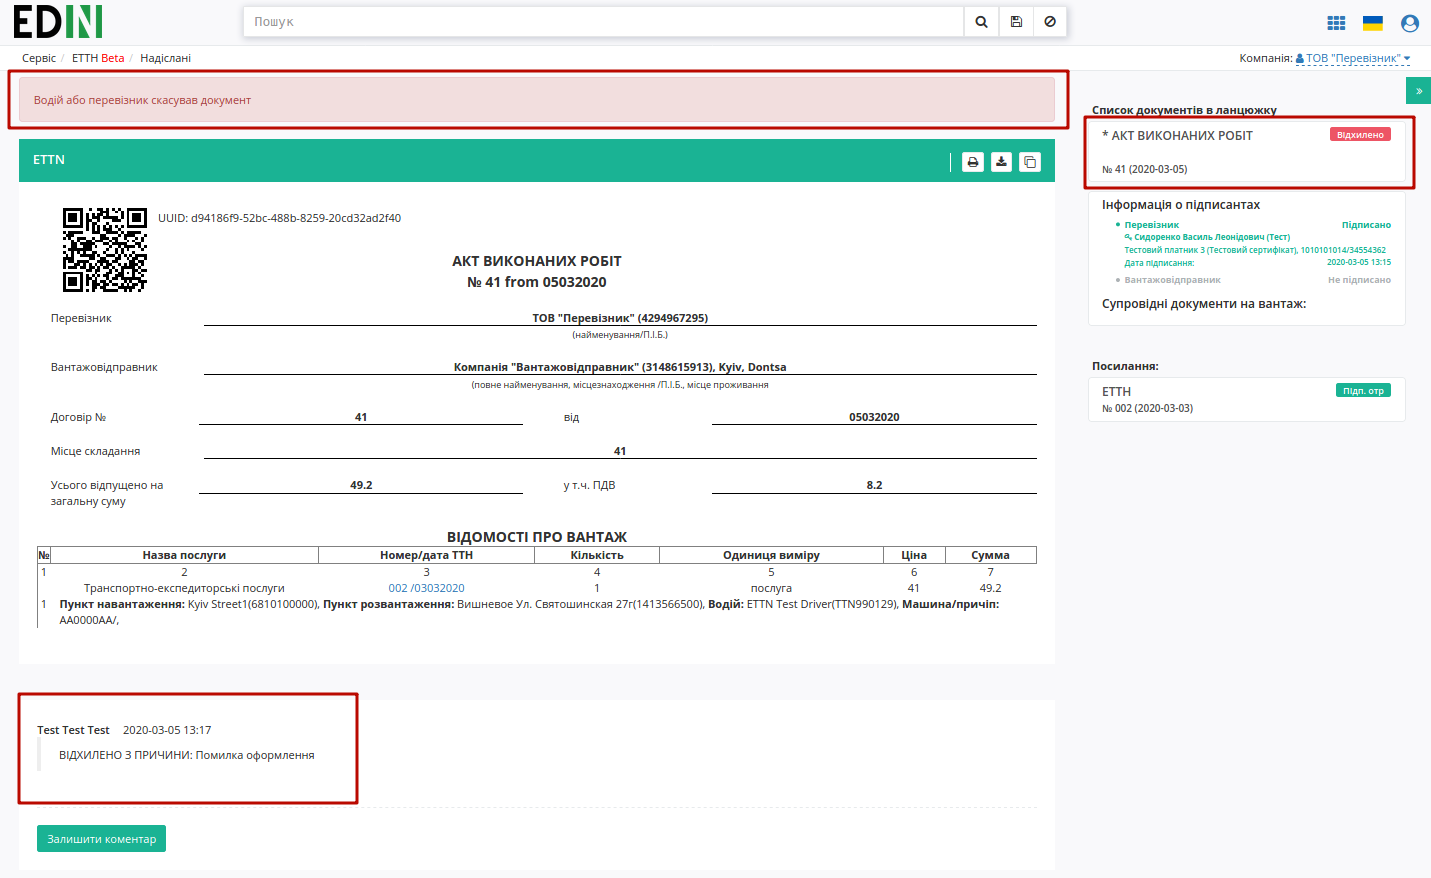 EDIN
Пошук
Сервіс / ЕТТН Beta / Надіслані
Компанія: ТОВ "Перевізник"
Водій або перевізник скасував документ
»
Список документів в ланцюжку
* АКТ ВИКОНАНИХ РОБІТ Відхилено
№ 41 (2020-03-05)
ETTN
Інформація о підписантах
Перевізник Підписано
Сидоренко Василь Леонідович (Тест)
Тестовий платник 3 (Тестовий сертифікат), 1010101014/34554362
Дата підписання: 2020-03-05 13:15
Вантажовідправник Не підписано
Супровідні документи на вантаж:
Посилання:
ЕТТН Підп. отр
№ 002 (2020-03-03)
UUID: d94186f9-52bc-488b-8259-20cd32ad2f40
АКТ ВИКОНАНИХ РОБІТ
№ 41 from 05032020
Перевізник ТОВ "Перевізник" (4294967295)
(найменування/П.І.Б.)
Вантажовідправник Компанія "Вантажовідправник" (3148615913), Kyiv, Dontsa
(повне найменування, місцезнаходження /П.І.Б., місце проживання
Договір № 41 від 05032020
Місце складання 41
Усього відпущено на загальну суму 49.2 у т.ч. ПДВ 8.2
ВІДОМОСТІ ПРО ВАНТАЖ
№ Назва послуги Номер/дата ТТН Кількість Одиниця виміру Ціна Сумма
1 2 3 4 5 6 7
Транспортно-експедиторські послуги 002 /03032020 1 послуга 41 49.2
1 Пункт навантаження: Kyiv Street1(6810100000), Пункт розвантаження: Вишневое Ул. Святошинская 27г(1413566500), Водій: ETTN Test Driver(TTN990129), Машина/причіп:
AA0000AA/,
Test Test Test 2020-03-05 13:17
ВІДХИЛЕНО З ПРИЧИНИ: Помилка оформлення
Залишити коментар